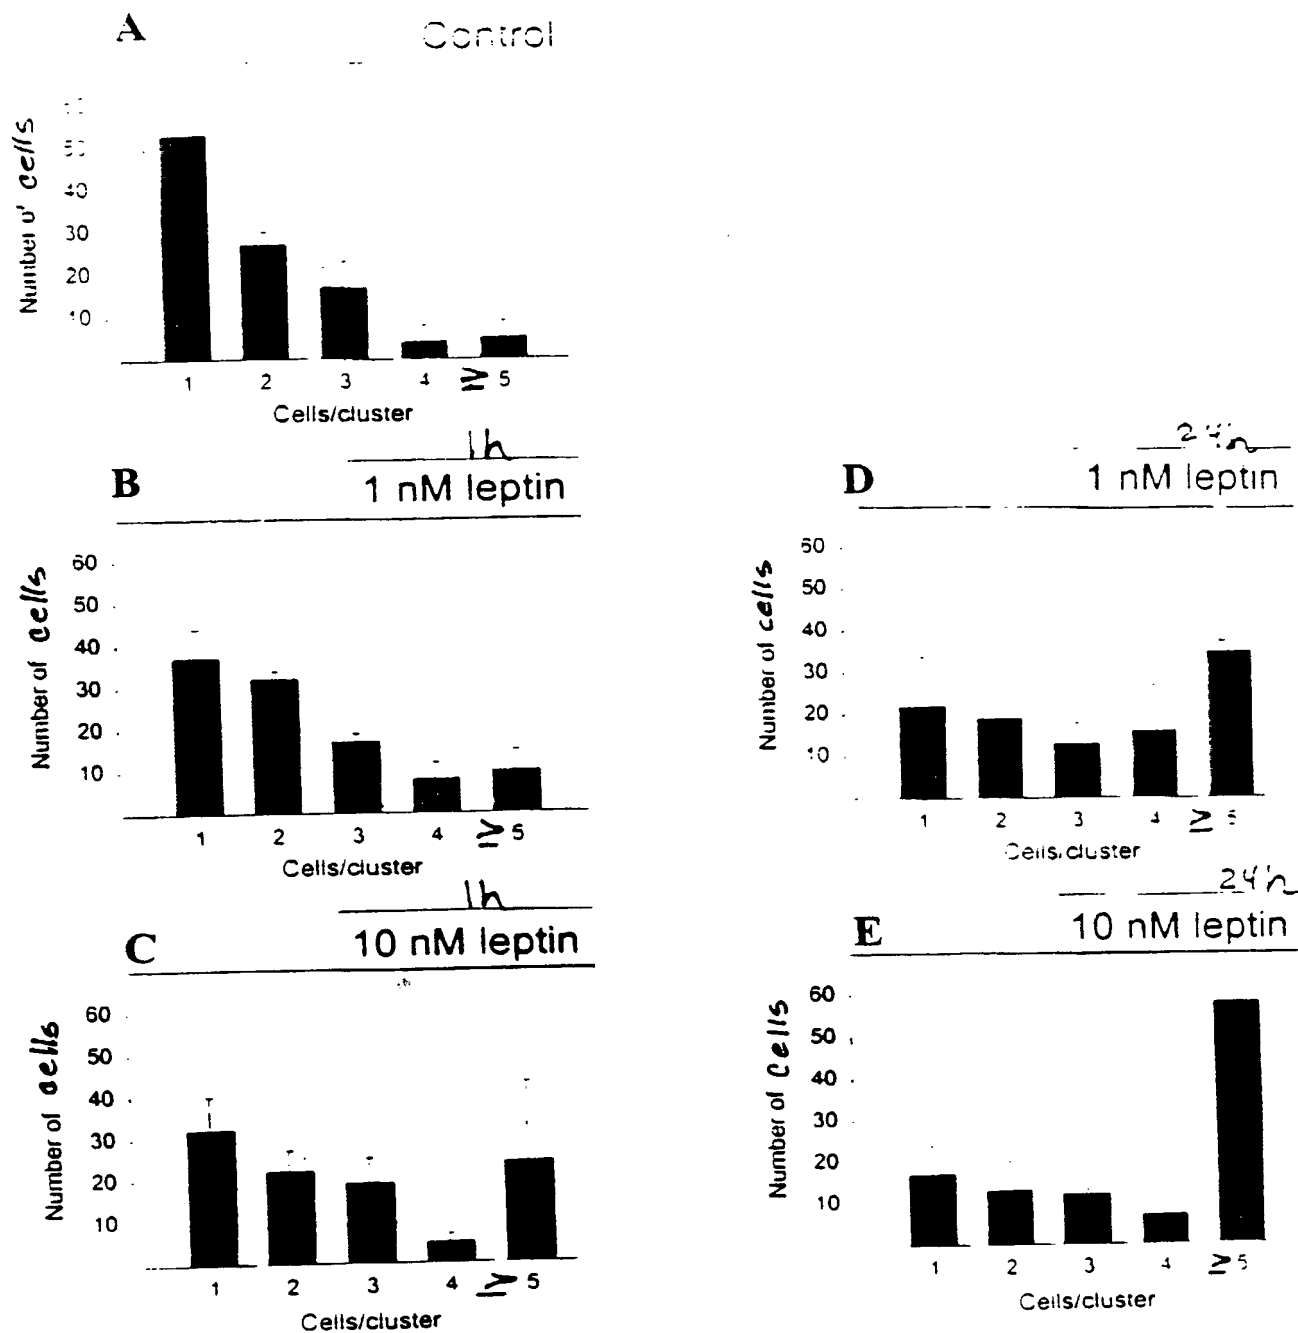 A
Control
Number of cells
50
40
30
20
10
1 2 3 4 ≥ 5
Cells/cluster
1h
B
1 nM leptin
Number of cells
60
50
40
30
20
10
1 2 3 4 ≥ 5
Cells/cluster
1h
C
10 nM leptin
Number of cells
60
50
40
30
20
10
1 2 3 4 ≥ 5
Cells/cluster
24h
D
1 nM leptin
Number of cells
60
50
40
30
20
10
1 2 3 4 ≥ 5
Cells/cluster
24h
E
10 nM leptin
Number of cells
60
50
40
30
20
10
1 2 3 4 ≥ 5
Cells/cluster